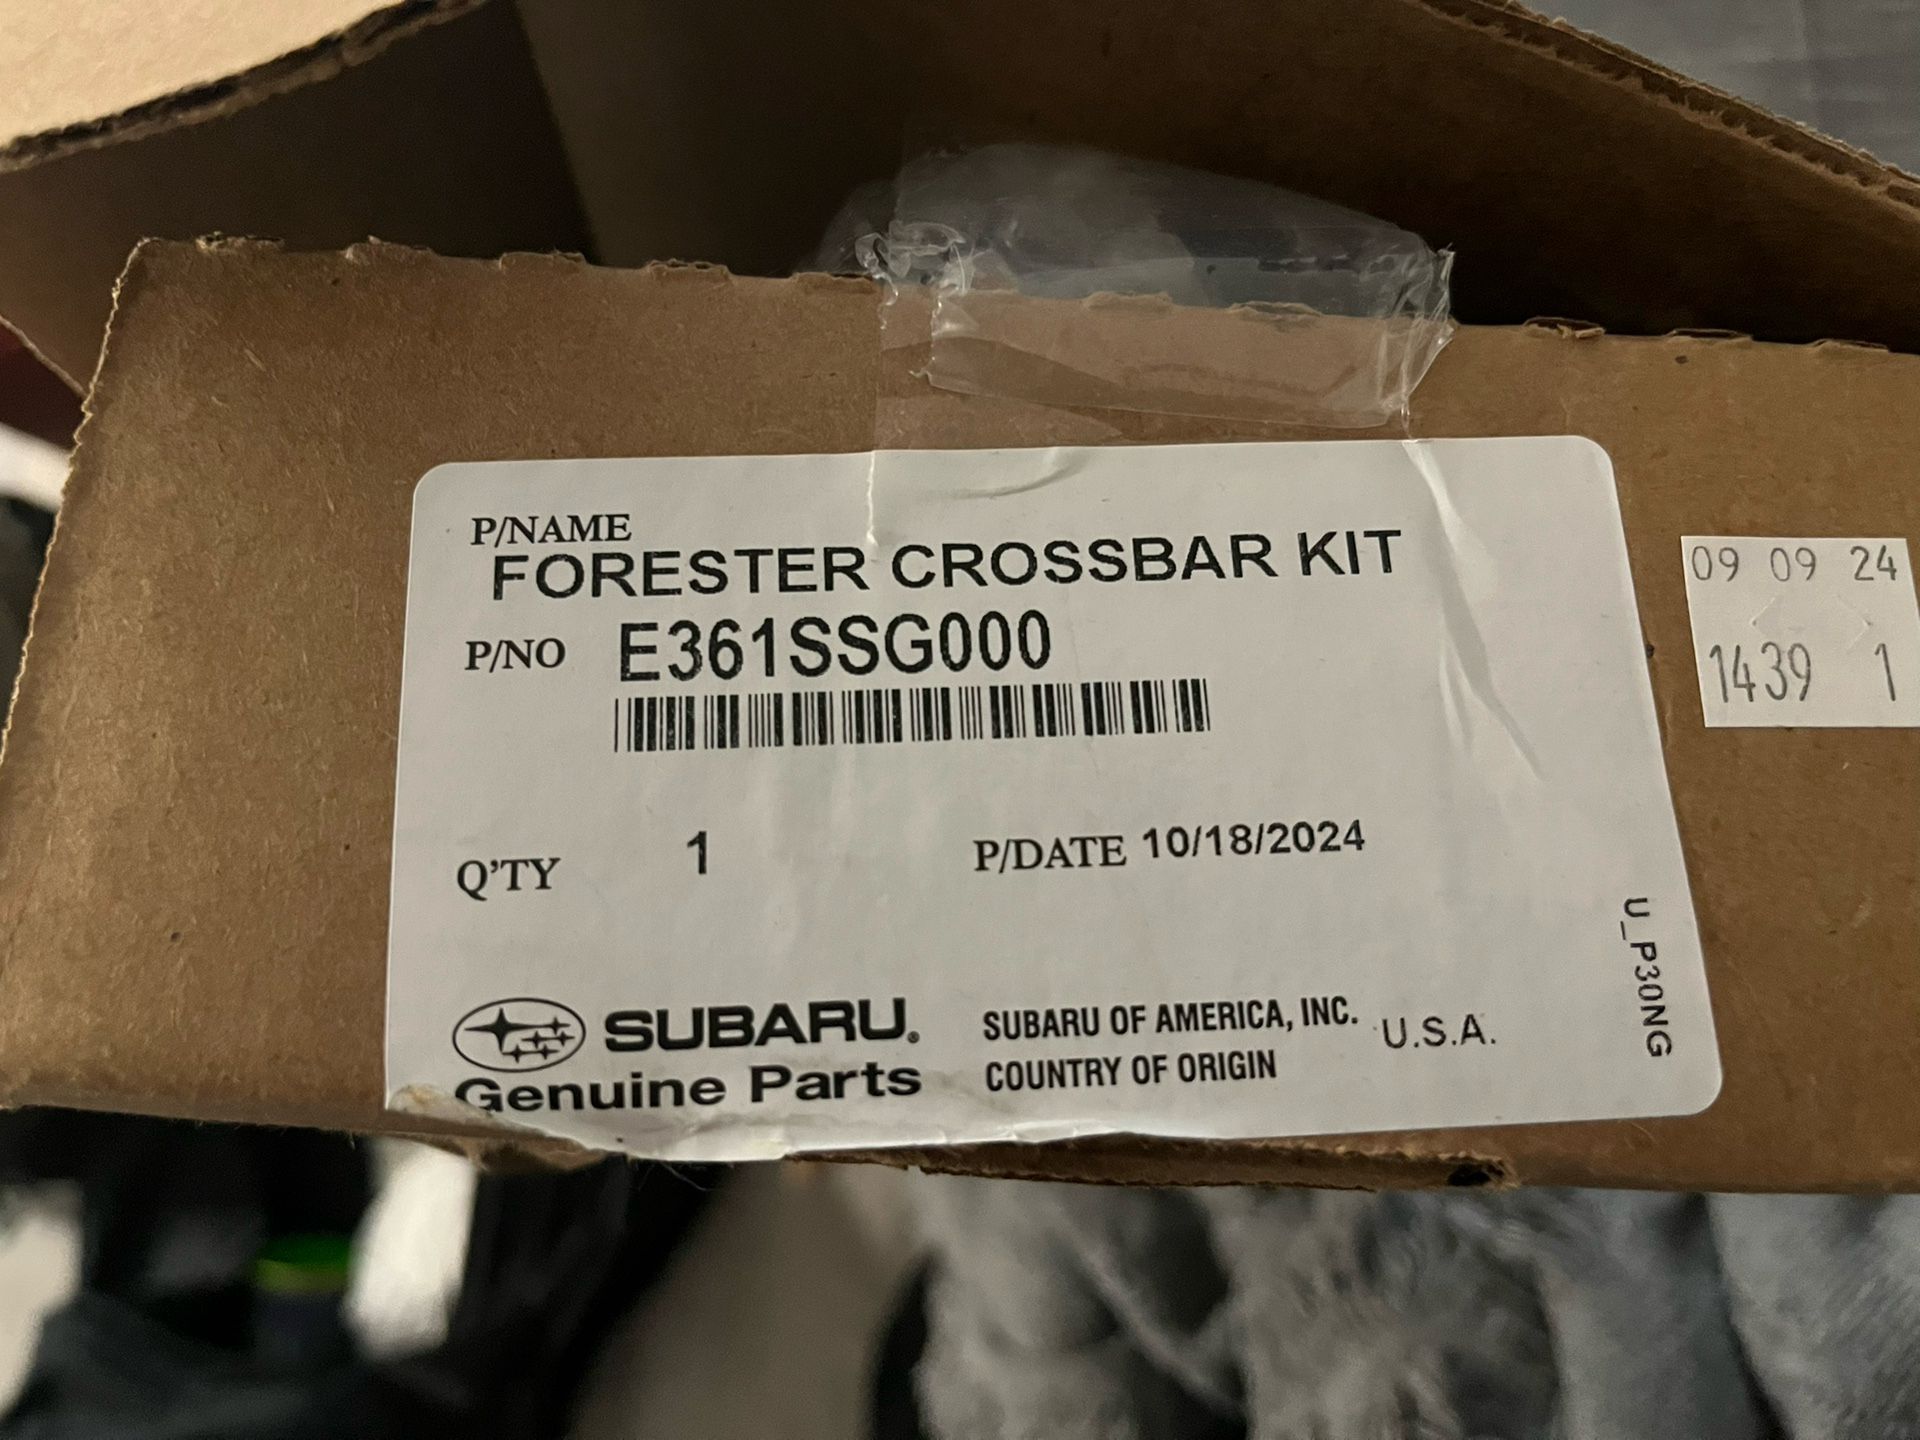 P/NAME
FORESTER CROSSBAR KIT
P/NO E361SSG000
Q'TY 1 P/DATE 10/18/2024
SUBARU®
Genuine Parts
SUBARU OF AMERICA, INC.
COUNTRY OF ORIGIN
U.S.A.
U_P30NG
09 09 24
1439 1